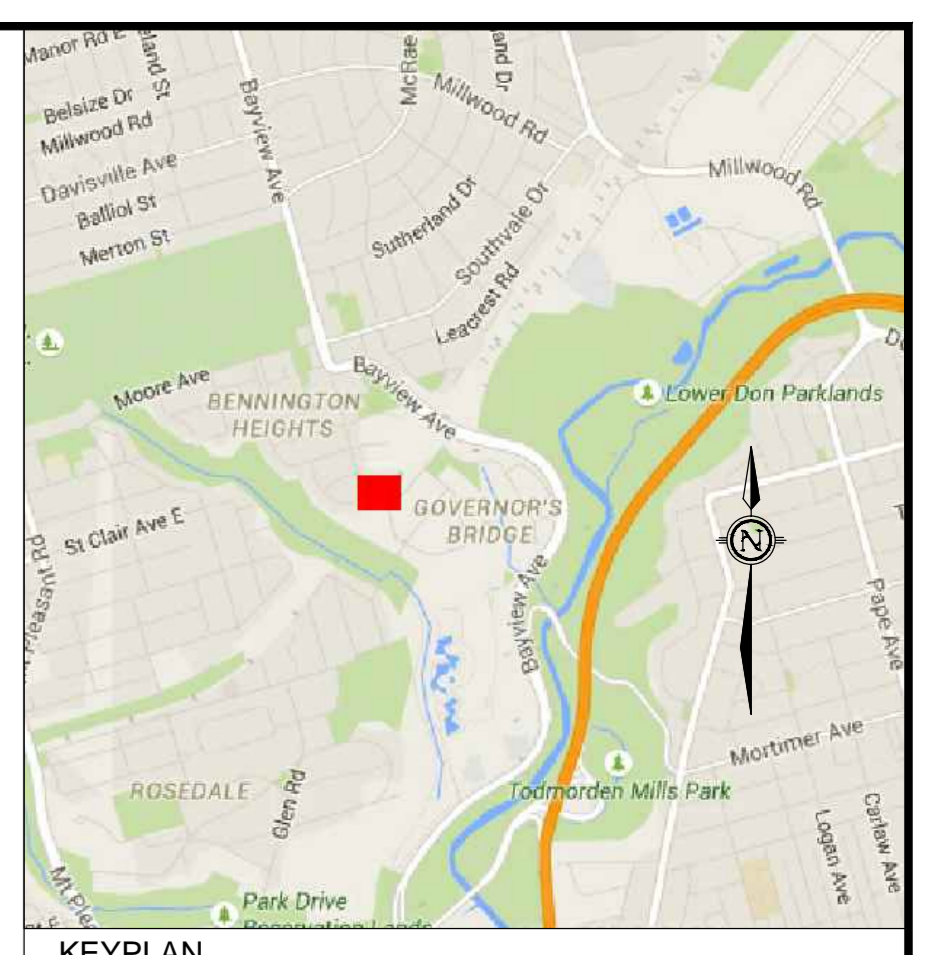 Manor Rd E
McRae
Millwood Rd
Belsize Dr
Millwood Rd
Bayview Ave
Davisville Ave
Balliol St
Merton St
Sutherland Dr
Southvale Dr
Leacrest Rd
Millwood Rd
Moore Ave
Bayview Ave
BENNINGTON
HEIGHTS
Lower Don Parklands
GOVERNOR'S
BRIDGE
St Clair Ave E
N
Bayview Ave
Pape Ave
Mortimer Ave
ROSEDALE
Glen Rd
Todmorden Mills Park
Logan Ave
Carlaw Ave
Park Drive
Reservation Lands
KEYPLAN